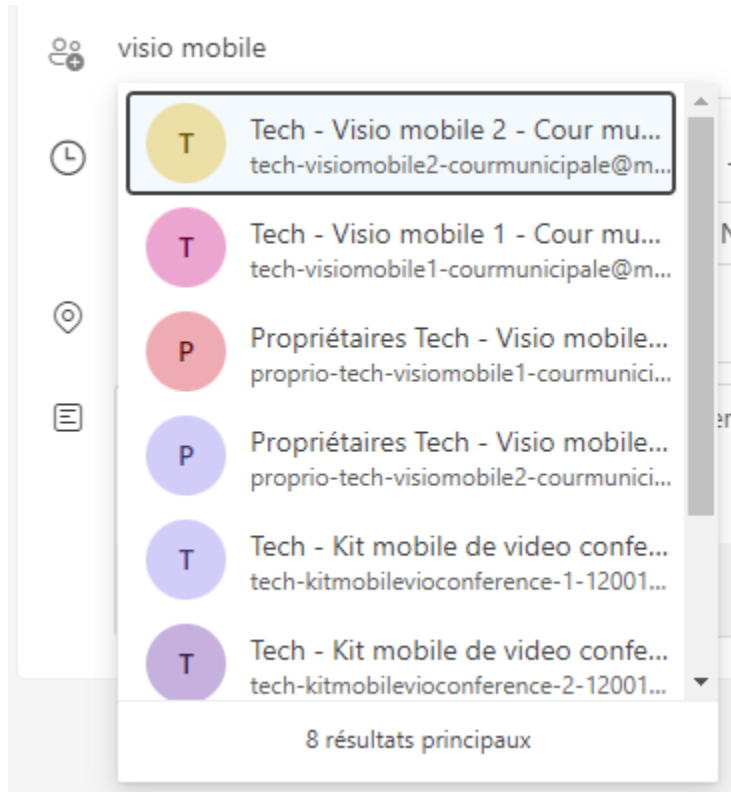 visio mobile
T
Tech - Visio mobile 2 - Cour mu...
tech-visiomobile2-courmunicipale@m...
T
Tech - Visio mobile 1 - Cour mu...
tech-visiomobile1-courmunicipale@m...
P
Propriétaires Tech - Visio mobile...
proprio-tech-visiomobile1-courmunici...
P
Propriétaires Tech - Visio mobile...
proprio-tech-visiomobile2-courmunici...
T
Tech - Kit mobile de video confe...
tech-kitmobilevioconference-1-12001...
T
Tech - Kit mobile de video confe...
tech-kitmobilevioconference-2-12001...
8 résultats principaux